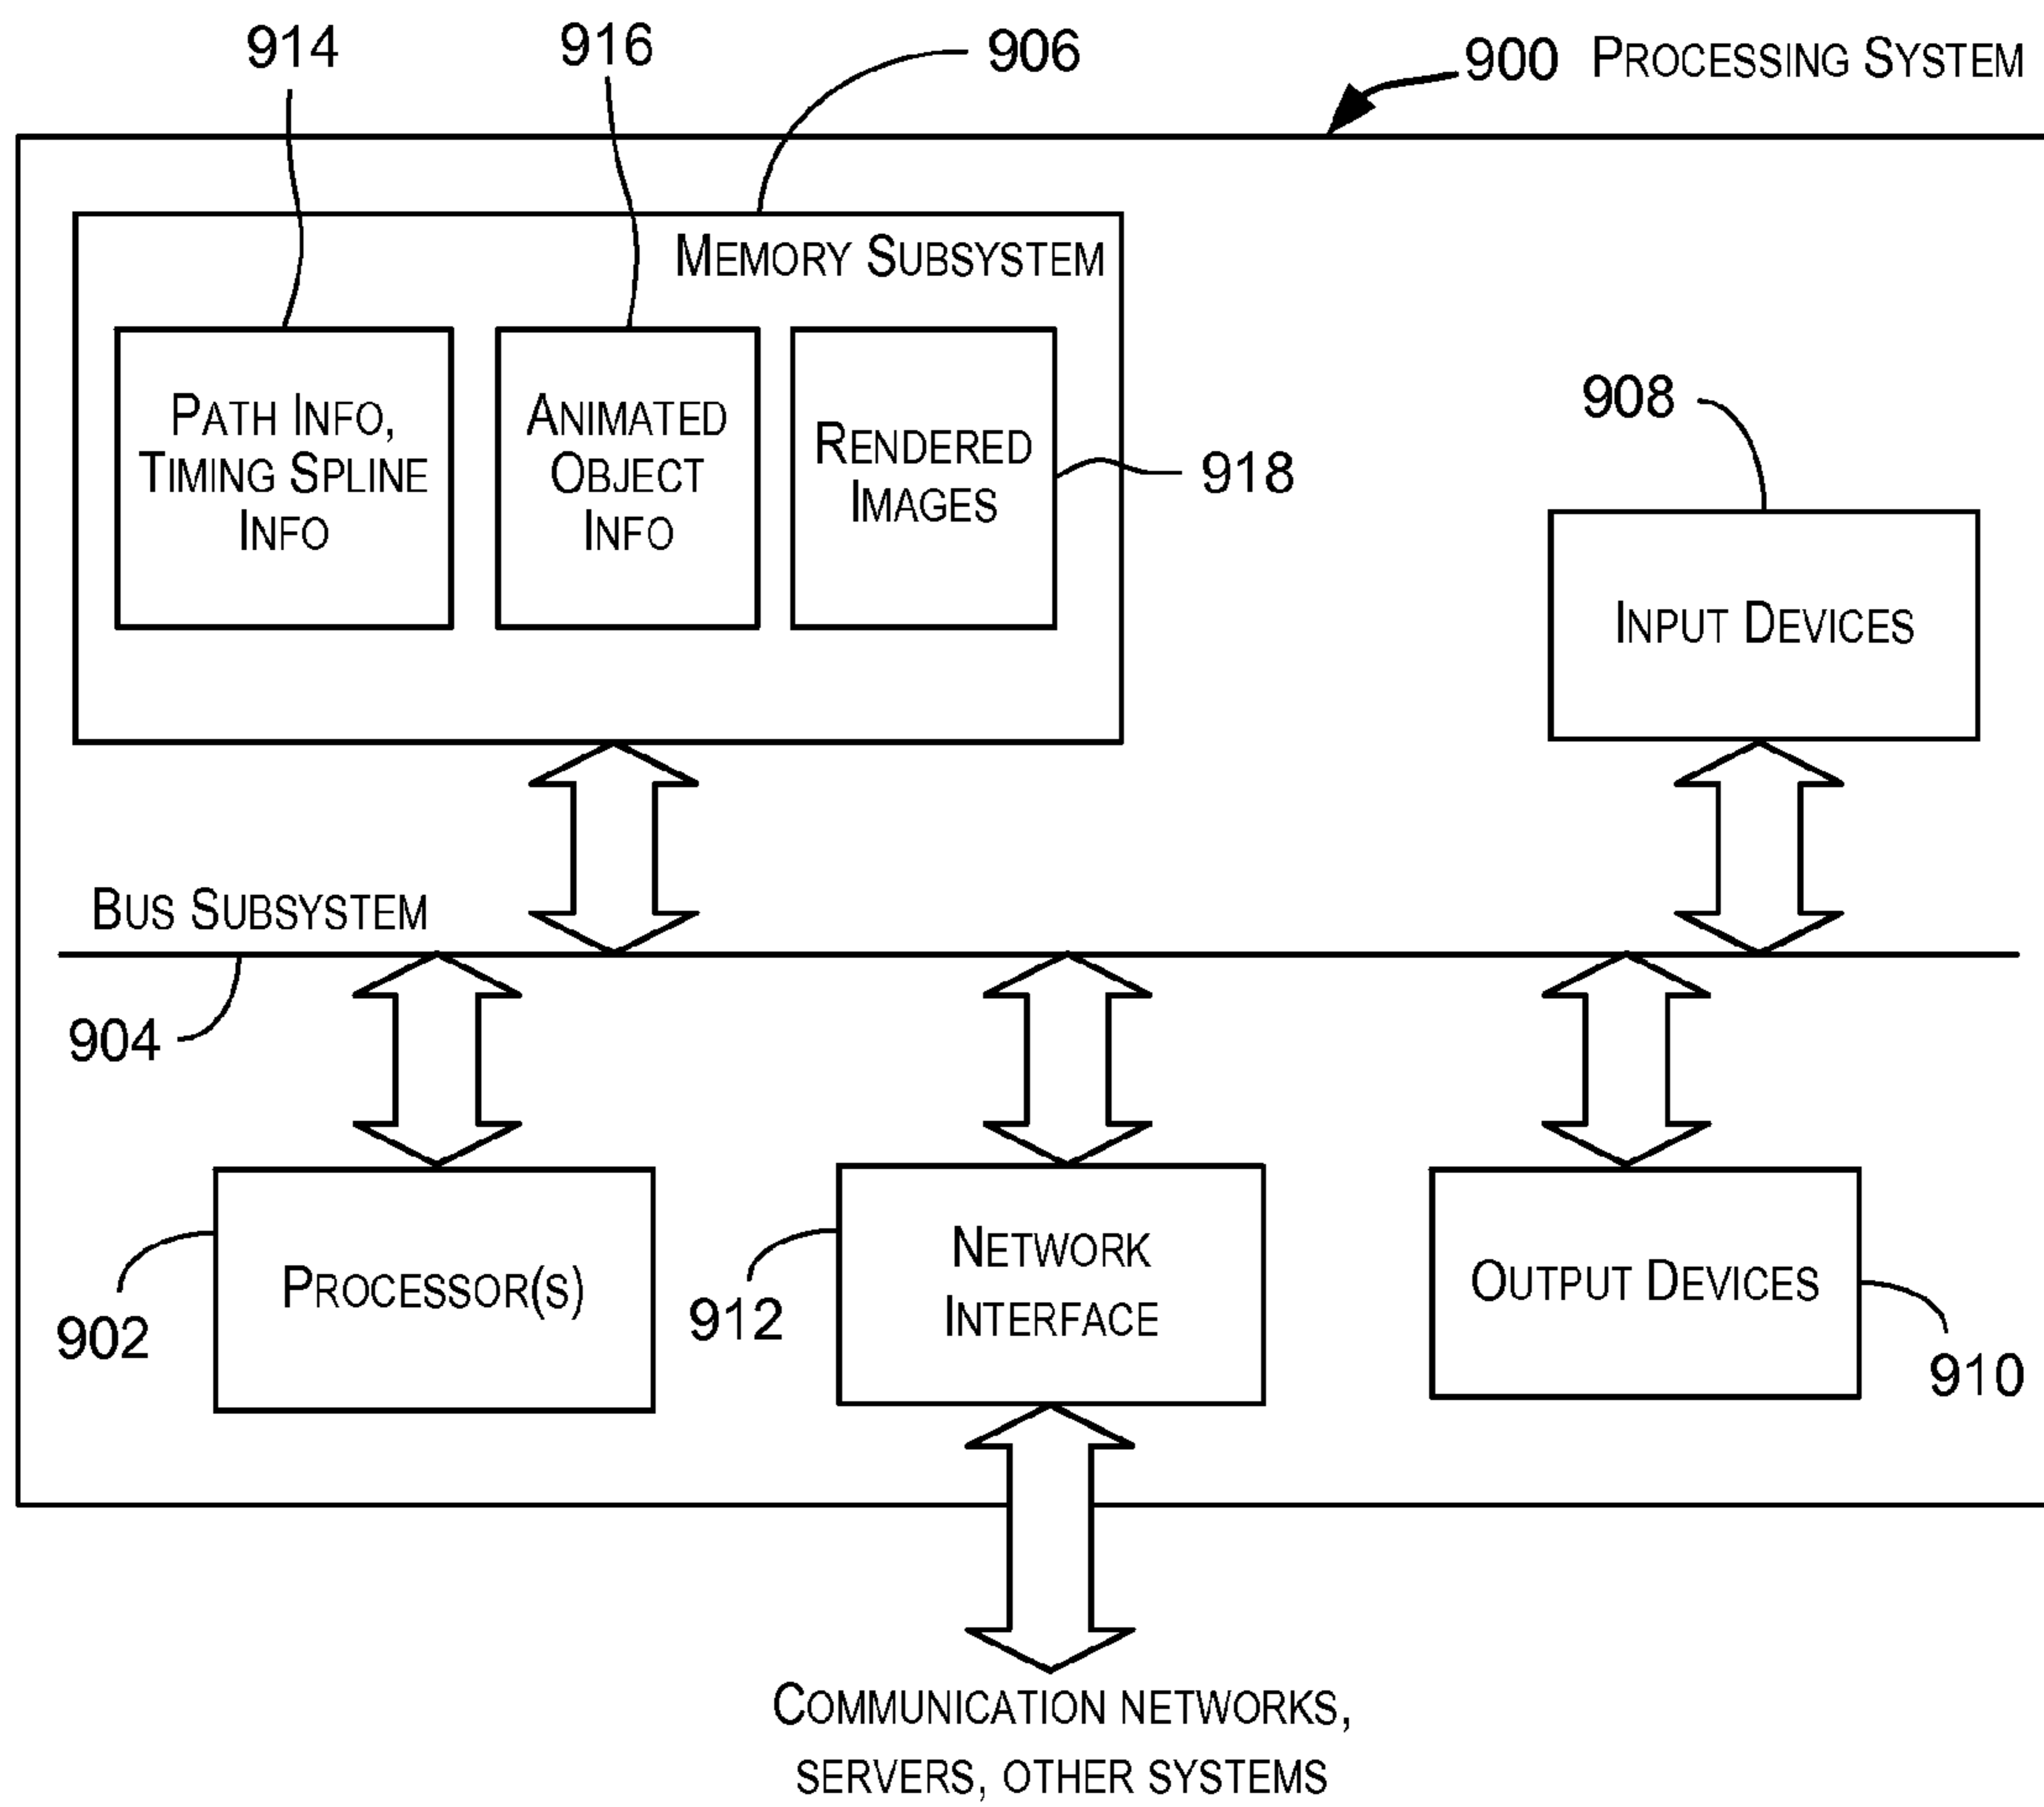 914
916
906
900 PROCESSING SYSTEM
MEMORY SUBSYSTEM
PATH INFO,
TIMING SPLINE
INFO
ANIMATED
OBJECT
INFO
RENDERED
IMAGES
918
908
INPUT DEVICES
BUS SUBSYSTEM
904
PROCESSOR(S)
902
NETWORK
INTERFACE
912
OUTPUT DEVICES
910
COMMUNICATION NETWORKS,
SERVERS, OTHER SYSTEMS